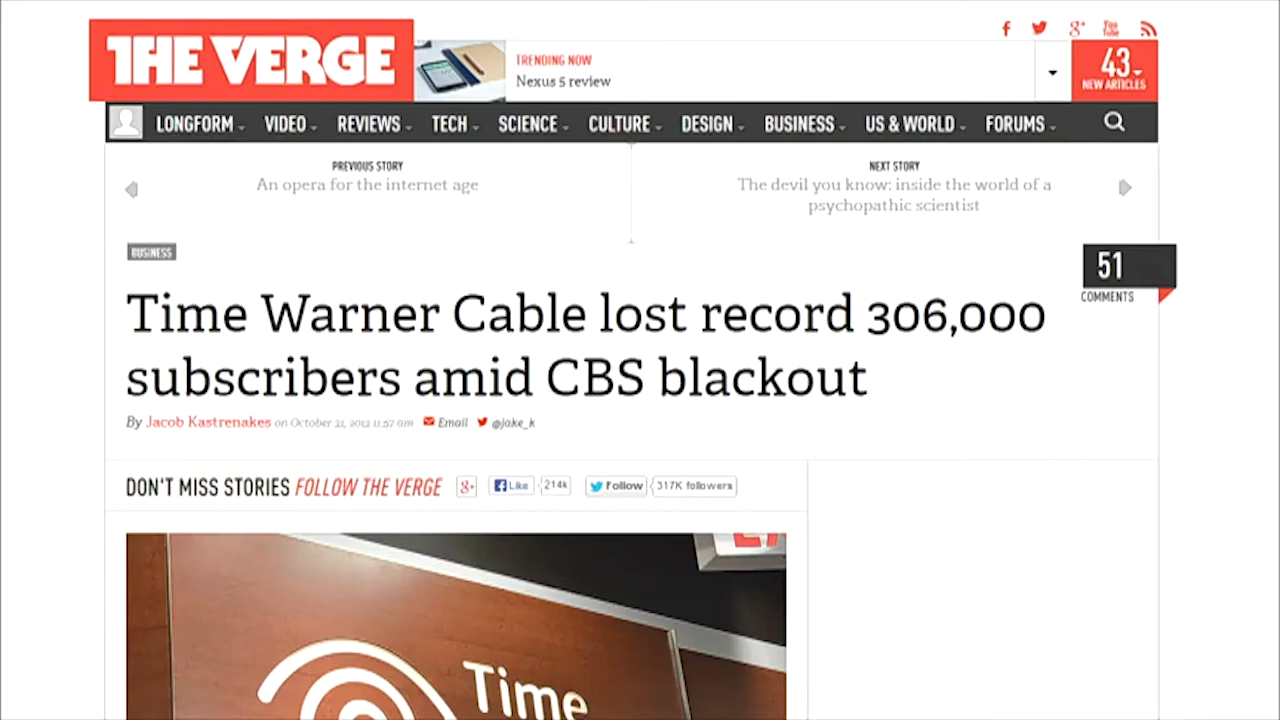 THE VERGE
TRENDING NOW
Nexus 5 review
43
NEW ARTICLES
LONGFORM VIDEO REVIEWS TECH SCIENCE CULTURE DESIGN BUSINESS US & WORLD FORUMS
PREVIOUS STORY
An opera for the internet age
NEXT STORY
The devil you know: inside the world of a
psychopathic scientist
BUSINESS
51
COMMENTS
Time Warner Cable lost record 306,000
subscribers amid CBS blackout
By Jacob Kastrenakes on October 31, 2013 11:57 am Email @jake_k
DON'T MISS STORIES FOLLOW THE VERGE Like 214k Follow 317K followers
Time